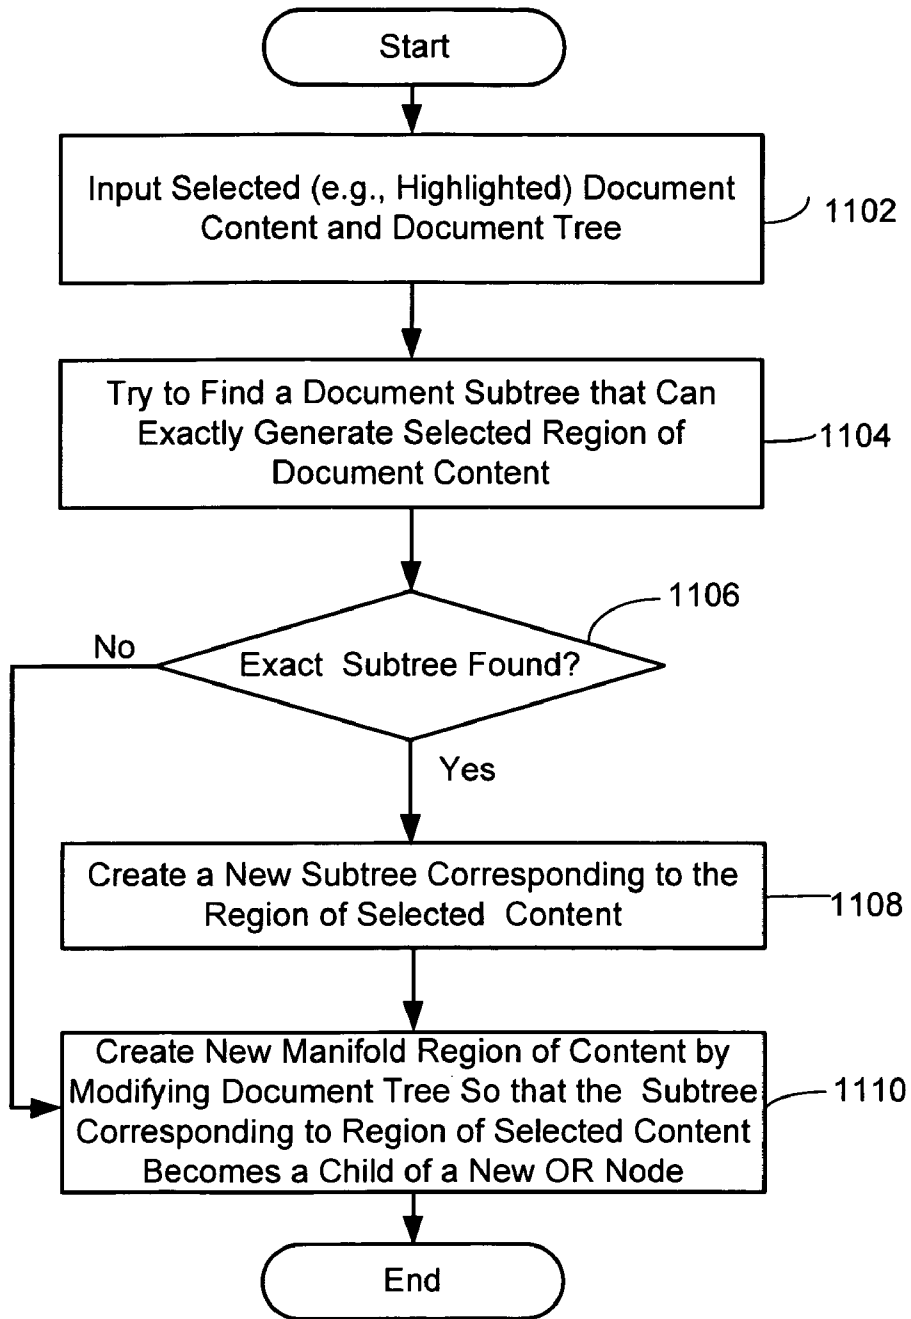 Start
Input Selected (e.g., Highlighted) Document
Content and Document Tree
1102
Try to Find a Document Subtree that Can
Exactly Generate Selected Region of
Document Content
1104
1106
No
Exact Subtree Found?
Yes
Create a New Subtree Corresponding to the
Region of Selected Content
1108
Create New Manifold Region of Content by
Modifying Document Tree So that the Subtree
Corresponding to Region of Selected Content
Becomes a Child of a New OR Node
1110
End